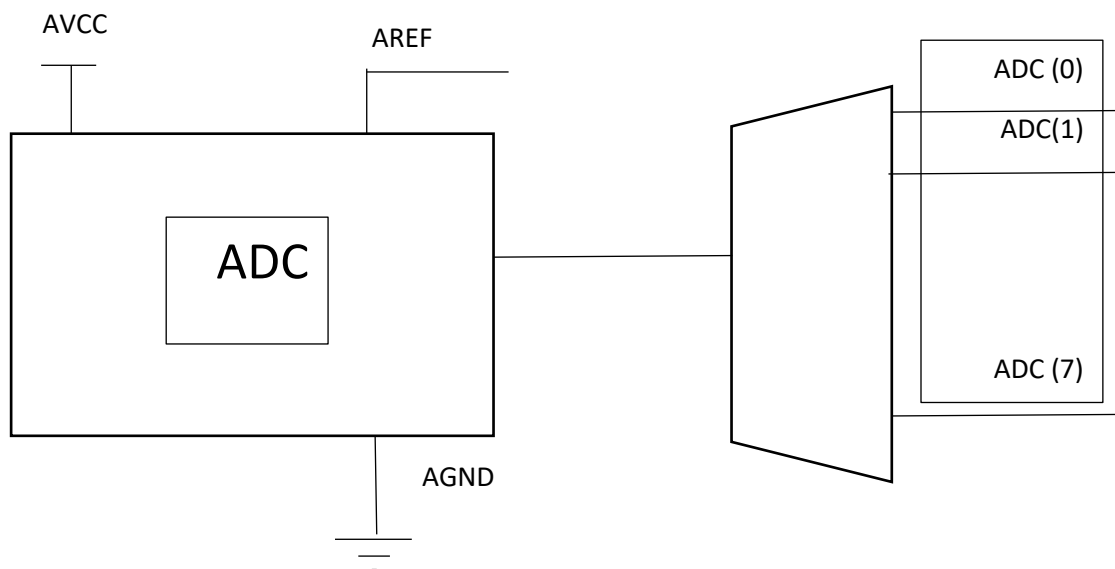 AVCC
AREF
ADC (0)
ADC(1)
ADC
ADC (7)
AGND